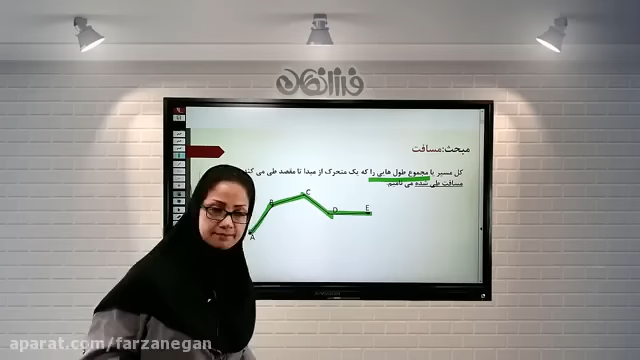 فرزانگان
مبحث:مسافت
کل مسیر یا مجموع طول هایی را که یک متحرک از مبدا تا مقصد طی می کند
مسافت طی شده می نامیم.
C
B
D
E
A
aparat.com/farzanegan